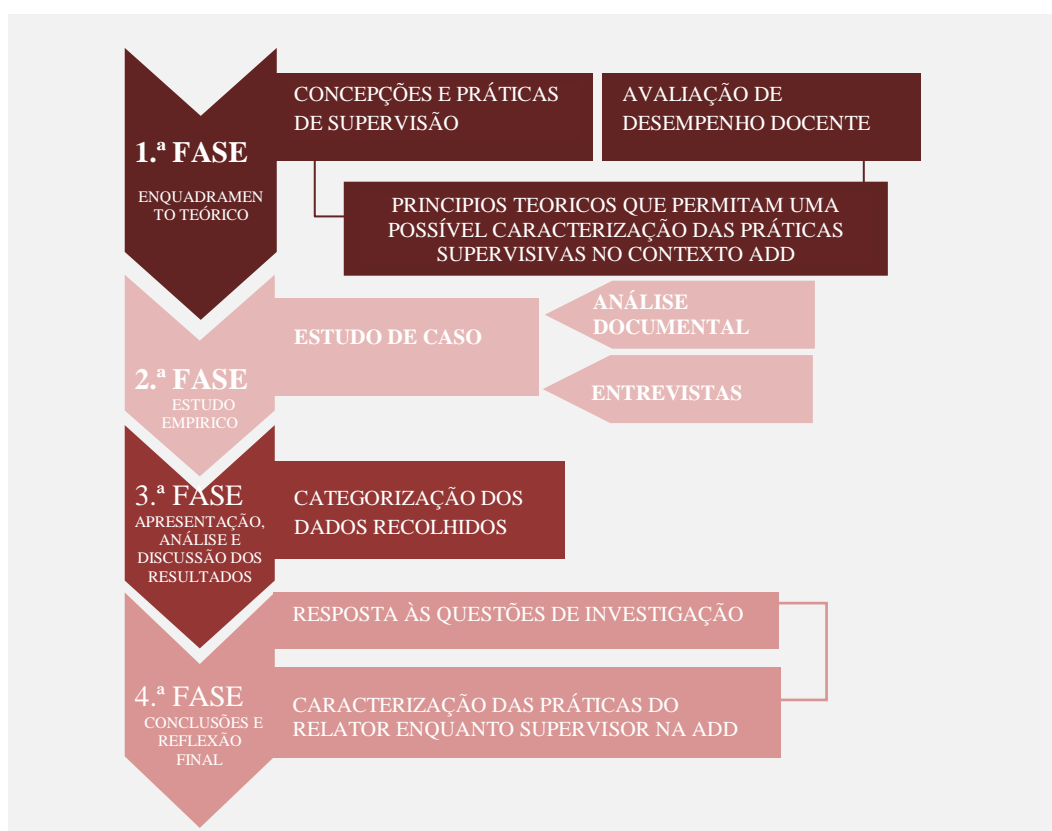 1.ª FASE
ENQUADRAMEN
TO TEÓRICO
CONCEPÇÕES E PRÁTICAS
DE SUPERVISÃO
AVALIAÇÃO DE
DESEMPENHO DOCENTE
PRINCIPIOS TEORICOS QUE PERMITAM UMA
POSSÍVEL CARACTERIZAÇÃO DAS PRÁTICAS
SUPERVISIVAS NO CONTEXTO ADD
2.ª FASE
ESTUDO
EMPIRICO
ESTUDO DE CASO
ANÁLISE
DOCUMENTAL
ENTREVISTAS
3.ª FASE
APRESENTAÇÃO,
ANÁLISE E
DISCUSSÃO DOS
RESULTADOS
CATEGORIZAÇÃO DOS
DADOS RECOLHIDOS
4.ª FASE
CONCLUSÕES E
REFLEXÃO
FINAL
RESPOSTA ÀS QUESTÕES DE INVESTIGAÇÃO
CARACTERIZAÇÃO DAS PRÁTICAS DO
RELATOR ENQUANTO SUPERVISOR NA ADD